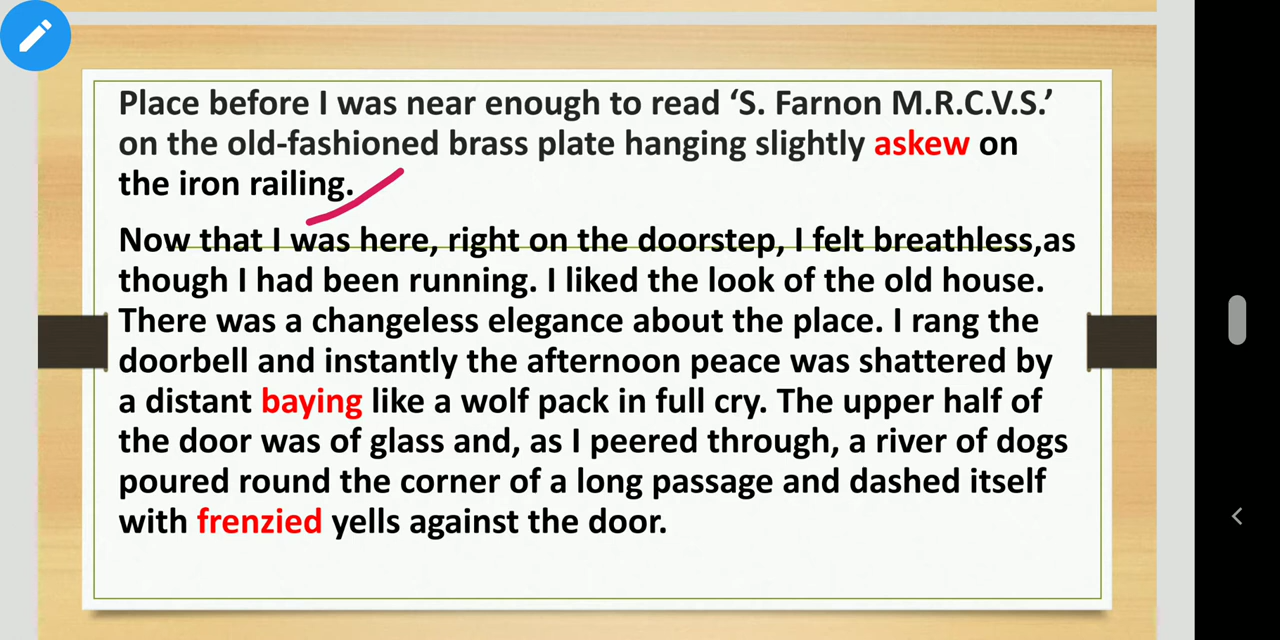 Place before I was near enough to read ‘S. Farnon M.R.C.V.S.’
on the old-fashioned brass plate hanging slightly askew on
the iron railing.
Now that I was here, right on the doorstep, I felt breathless,as
though I had been running. I liked the look of the old house.
There was a changeless elegance about the place. I rang the
doorbell and instantly the afternoon peace was shattered by
a distant baying like a wolf pack in full cry. The upper half of
the door was of glass and, as I peered through, a river of dogs
poured round the corner of a long passage and dashed itself
with frenzied yells against the door.